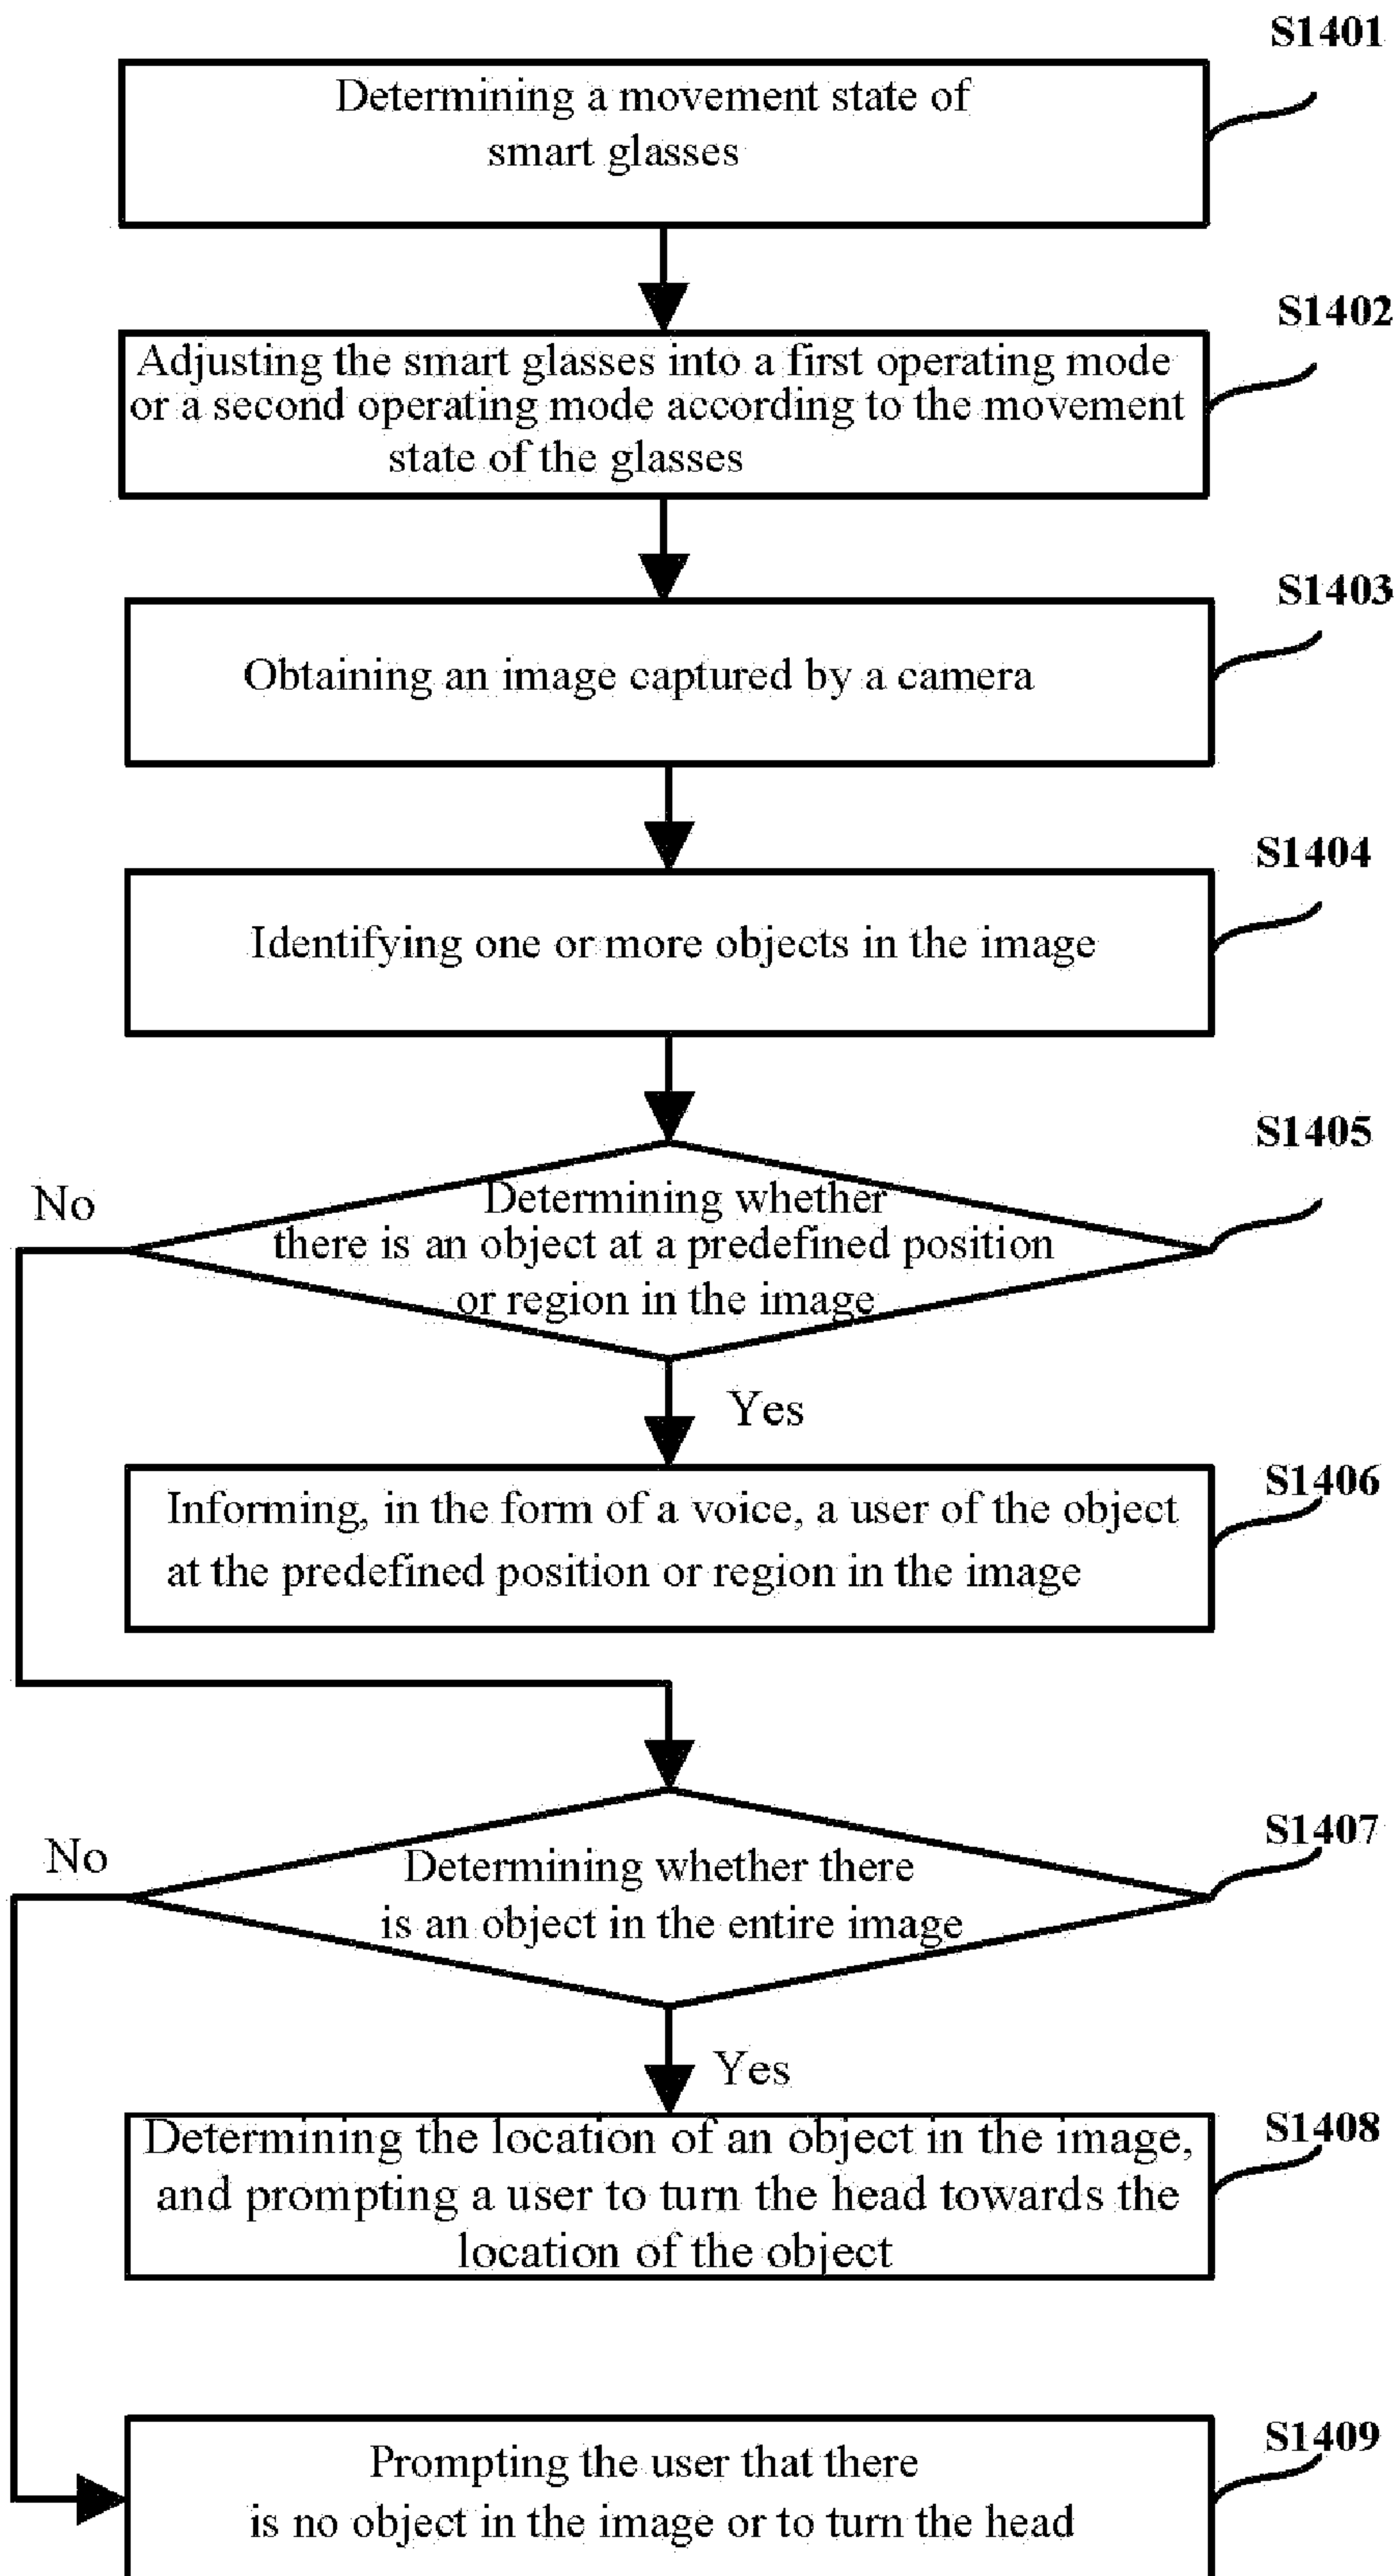 S1401
Determining a movement state of
smart glasses
S1402
Adjusting the smart glasses into a first operating mode
or a second operating mode according to the movement
state of the glasses
S1403
Obtaining an image captured by a camera
S1404
Identifying one or more objects in the image
S1405
No
Determining whether
there is an object at a predefined position
or region in the image
Yes
S1406
Informing, in the form of a voice, a user of the object
at the predefined position or region in the image
S1407
No
Determining whether there
is an object in the entire image
Yes
S1408
Determining the location of an object in the image,
and prompting a user to turn the head towards the
location of the object
S1409
Prompting the user that there
is no object in the image or to turn the head